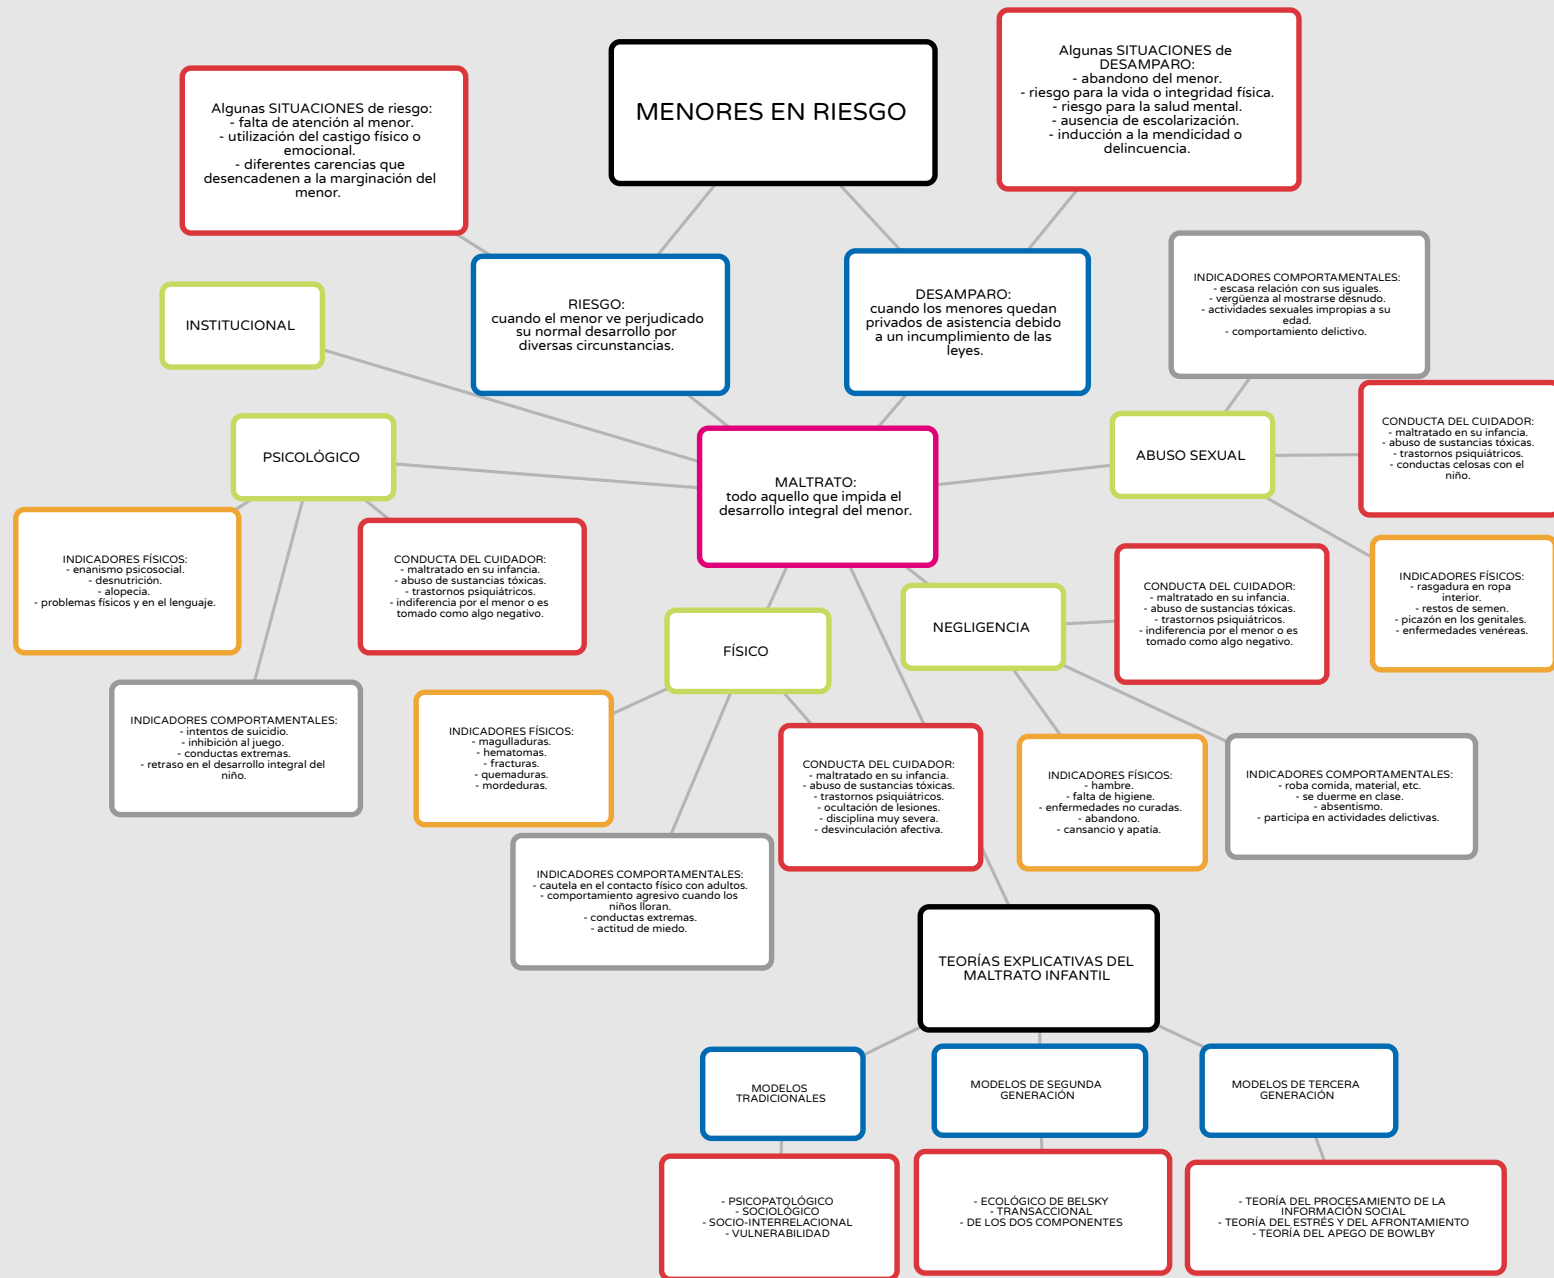 MENORES EN RIESGO
Algunas SITUACIONES de riesgo:
- falta de atención al menor.
- utilización del castigo físico o
emocional.
- diferentes carencias que
desencadenen a la marginación del
menor.
Algunas SITUACIONES de
DESAMPARO:
- abandono del menor.
- riesgo para la vida o integridad física.
- riesgo para la salud mental.
- ausencia de escolarización.
- inducción a la mendicidad o
delincuencia.
RIESGO:
cuando el menor ve perjudicado
su normal desarrollo por
diversas circunstancias.
DESAMPARO:
cuando los menores quedan
privados de asistencia debido
a un incumplimiento de las
leyes.
INSTITUCIONAL
INDICADORES COMPORTAMENTALES:
- escasa relación con sus iguales.
- vergüenza al mostrarse desnudo.
- actividades sexuales impropias a su
edad.
- comportamiento delictivo.
PSICOLÓGICO
MALTRATO:
todo aquello que impida el
desarrollo integral del menor.
ABUSO SEXUAL
CONDUCTA DEL CUIDADOR:
- maltratado en su infancia.
- abuso de sustancias tóxicas.
- trastornos psiquiátricos.
- conductas celosas con el
niño.
INDICADORES FÍSICOS:
- enanismo psicosocial.
- desnutrición.
- alopecia.
- problemas físicos y en el lenguaje.
CONDUCTA DEL CUIDADOR:
- maltratado en su infancia.
- abuso de sustancias tóxicas.
- trastornos psiquiátricos.
- indiferencia por el menor o es
tomado como algo negativo.
FÍSICO
NEGLIGENCIA
CONDUCTA DEL CUIDADOR:
- maltratado en su infancia.
- abuso de sustancias tóxicas.
- trastornos psiquiátricos.
- indiferencia por el menor o es
tomado como algo negativo.
INDICADORES FÍSICOS:
- rasgadura en ropa
interior.
- restos de semen.
- picazón en los genitales.
- enfermedades venéreas.
INDICADORES COMPORTAMENTALES:
- intentos de suicidio.
- inhibición al juego.
- conductas extremas.
- retraso en el desarrollo integral del
niño.
INDICADORES FÍSICOS:
- magulladuras.
- hematomas.
- fracturas.
- quemaduras.
- mordeduras.
CONDUCTA DEL CUIDADOR:
- maltratado en su infancia.
- abuso de sustancias tóxicas.
- trastornos psiquiátricos.
- ocultación de lesiones.
- disciplina muy severa.
- desvinculación afectiva.
INDICADORES FÍSICOS:
- hambre.
- falta de higiene.
- enfermedades no curadas.
- abandono.
- cansancio y apatía.
INDICADORES COMPORTAMENTALES:
- roba comida, material, etc.
- se duerme en clase.
- absentismo.
- participa en actividades delictivas.
INDICADORES COMPORTAMENTALES:
- cautela en el contacto físico con adultos.
- comportamiento agresivo cuando los
niños lloran.
- conductas extremas.
- actitud de miedo.
TEORÍAS EXPLICATIVAS DEL
MALTRATO INFANTIL
MODELOS
TRADICIONALES
MODELOS DE SEGUNDA
GENERACIÓN
MODELOS DE TERCERA
GENERACIÓN
- PSICOPATOLÓGICO
- SOCIOLÓGICO
- SOCIO-INTERRELACIONAL
- VULNERABILIDAD
- ECOLÓGICO DE BELSKY
- TRANSACCIONAL
- DE LOS DOS COMPONENTES
- TEORÍA DEL PROCESAMIENTO DE LA
INFORMACIÓN SOCIAL
- TEORÍA DEL ESTRÉS Y DEL AFRONTAMIENTO
- TEORÍA DEL APEGO DE BOWLBY